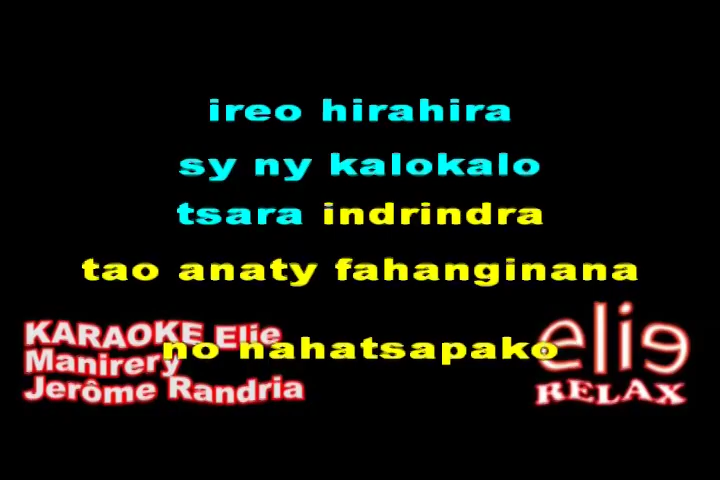 ireo hirahira
sy ny kalokalo
tsara indrindra
tao anaty fahanginana
no nahatsapako
KARAOKE Elie
Manirery
Jerôme Randria
elie
RELAX